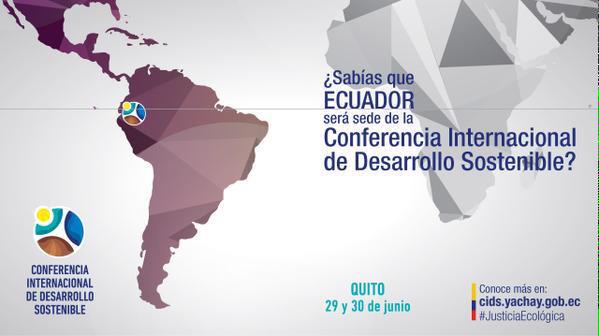 ¿Sabías que
ECUADOR
será sede de la
Conferencia Internacional
de Desarrollo Sostenible?
CONFERENCIA
INTERNACIONAL
DE DESARROLLO
SOSTENIBLE
QUITO
29 y 30 de junio
Conoce más en:
cids.yachay.gob.ec
#JusticiaEcológica